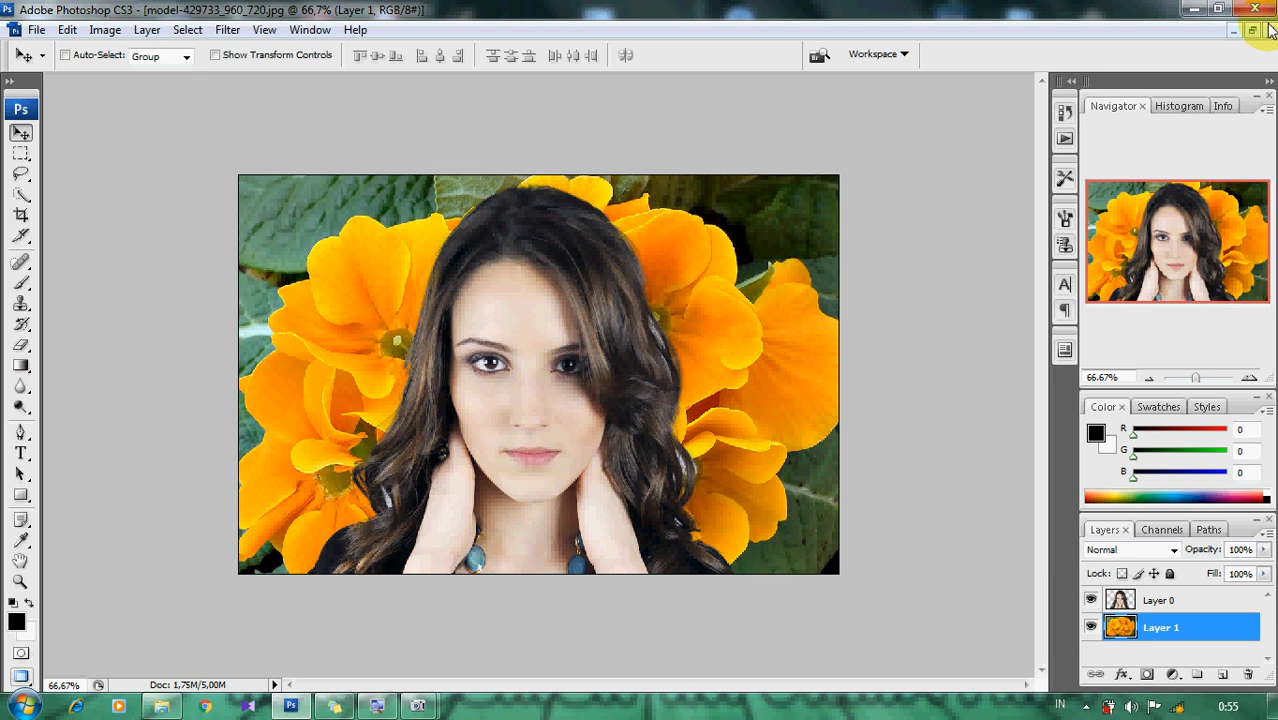 Adobe Photoshop CS3 - [model-429733_960_720.jpg @ 66,7% (Layer 1, RGB/8#)]
File Edit Image Layer Select Filter View Window Help
Auto-Select: Group Show Transform Controls Workspace
Ps
Navigator Histogram Info
66.67%
Color Swatches Styles
R 0
G 0
B 0
Layers Channels Paths
Normal Opacity: 100%
Lock: Fill: 100%
Layer 0
Layer 1
66,67% Doc: 1,75M/5,00M
IN 0:55